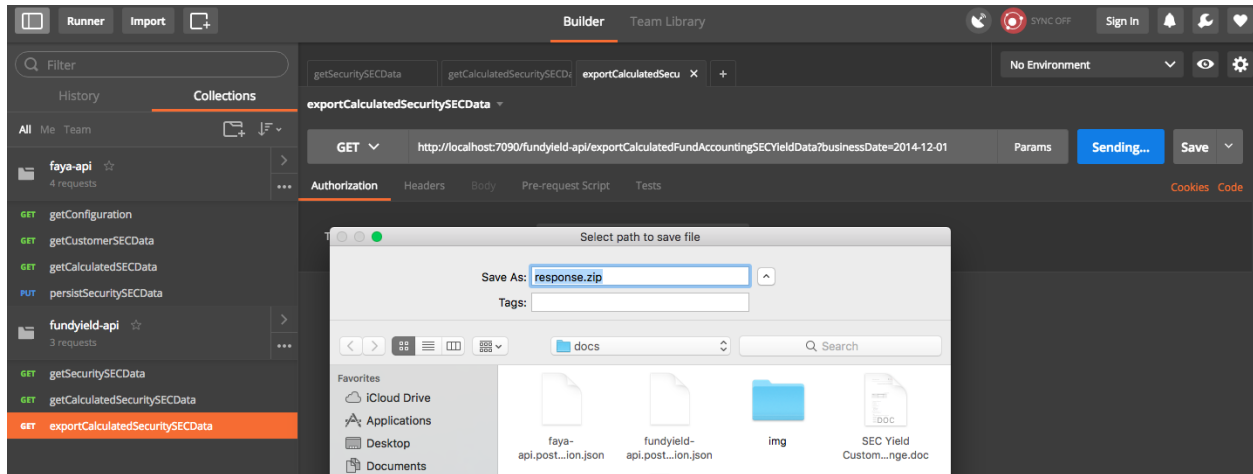 Runner Import Builder Team Library SYNC OFF Sign In
Filter
History Collections
All Me Team
faya-api
4 requests
GET getConfiguration
GET getCustomerSECData
GET getCalculatedSECData
PUT persistSecuritySECData
fundyield-api
3 requests
GET getSecuritySECData
GET getCalculatedSecuritySECData
GET exportCalculatedSecuritySECData
getSecuritySECData getCalculatedSecuritySECDa exportCalculatedSecu X +
No Environment
exportCalculatedSecuritySECData
GET http://localhost:7090/fundyield-api/exportCalculatedFundAccountingSECYieldData?businessDate=2014-12-01 Params Sending... Save
Authorization Headers Body Pre-request Script Tests Cookies Code
T
Select path to save file
Save As: response.zip
Tags:
docs Search
Favorites
iCloud Drive
Applications
Desktop
Documents
faya-
api.post...ion.json
fundyield-
api.post...ion.json
img
DOC
SEC Yield
Custom...nge.doc